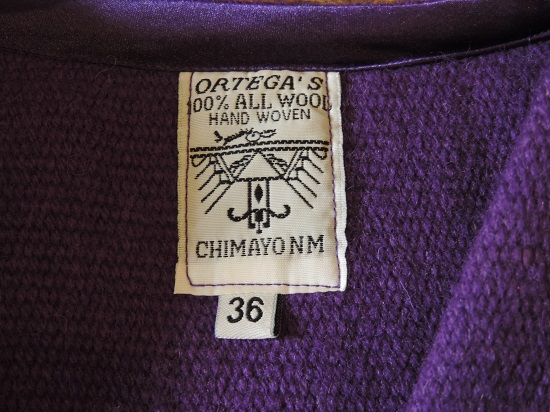 ORTEGA'S
100% ALL WOOL
HAND WOVEN
CHIMAYO NM
36